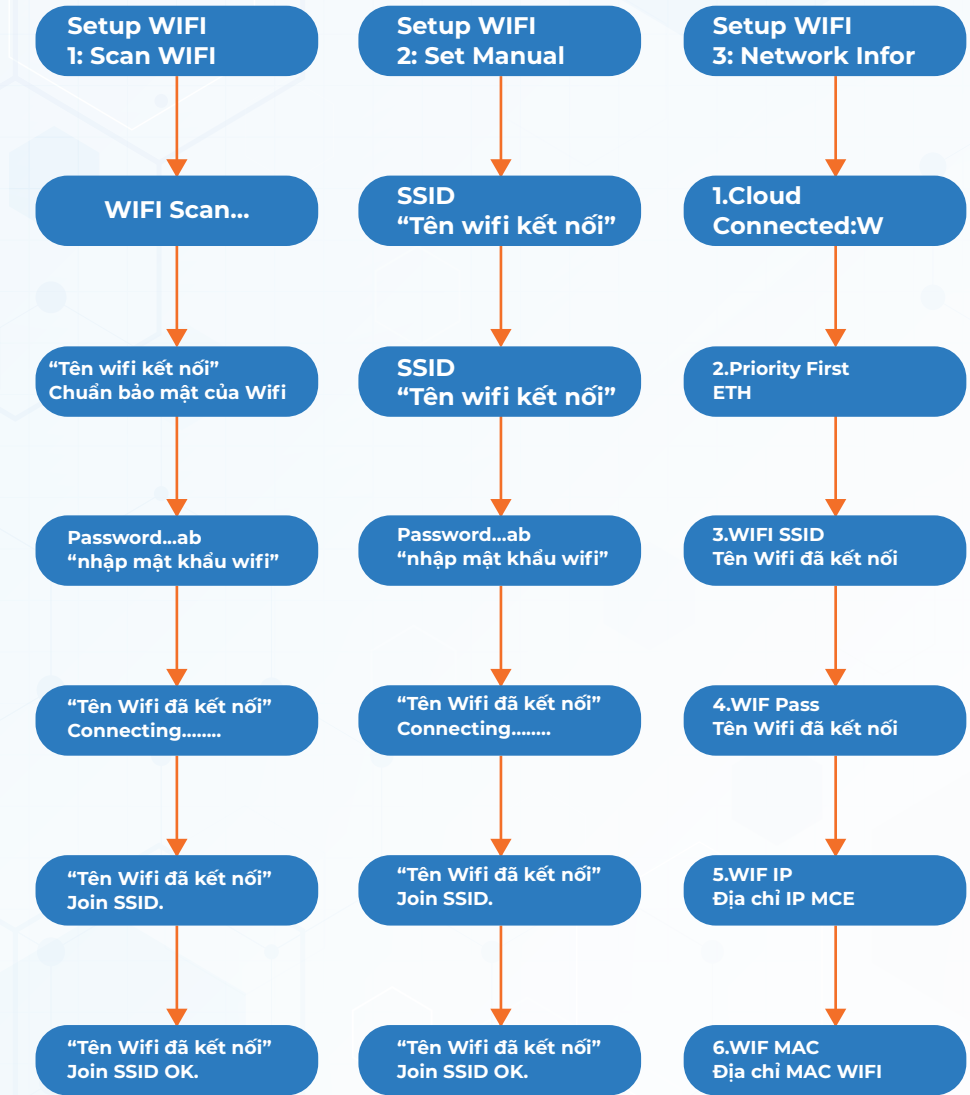 Setup WIFI
1: Scan WIFI
WIFI Scan...
“Tên wifi kết nối”
Chuẩn bảo mật của Wifi
Password...ab
“nhập mật khẩu wifi”
“Tên Wifi đã kết nối”
Connecting........
“Tên Wifi đã kết nối”
Join SSID.
“Tên Wifi đã kết nối”
Join SSID OK.
Setup WIFI
2: Set Manual
SSID
“Tên wifi kết nối”
SSID
“Tên wifi kết nối”
Password...ab
“nhập mật khẩu wifi”
“Tên Wifi đã kết nối”
Connecting........
“Tên Wifi đã kết nối”
Join SSID.
“Tên Wifi đã kết nối”
Join SSID OK.
Setup WIFI
3: Network Infor
1.Cloud
Connected:W
2.Priority First
ETH
3.WIFI SSID
Tên Wifi đã kết nối
4.WIF Pass
Tên Wifi đã kết nối
5.WIF IP
Địa chỉ IP MCE
6.WIF MAC
Địa chỉ MAC WIFI